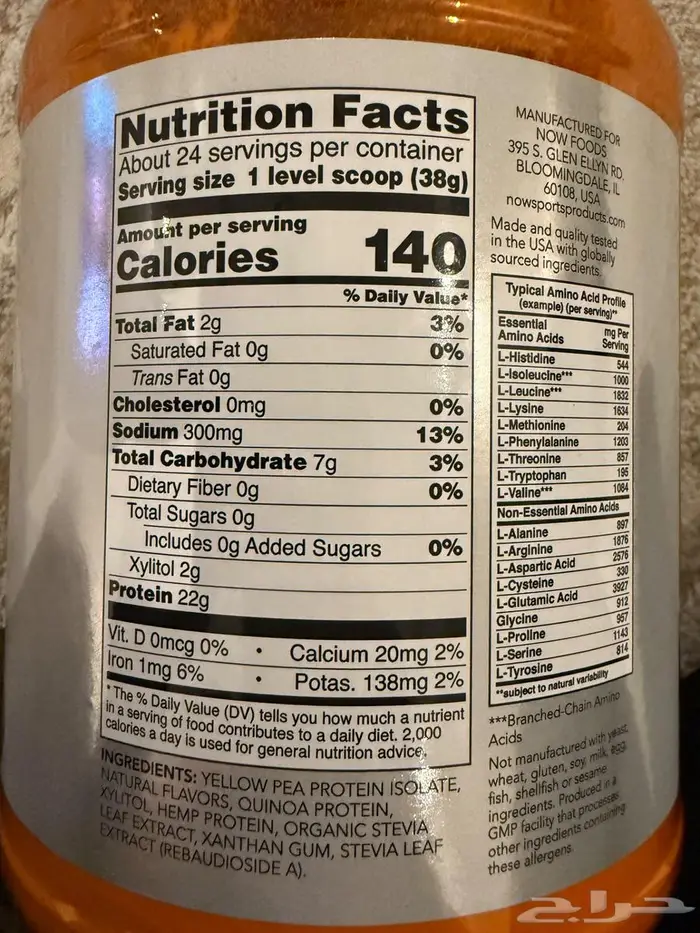 Nutrition Facts
About 24 servings per container
Serving size 1 level scoop (38g)
Amount per serving
Calories 140
% Daily Value*
Total Fat 2g 3%
Saturated Fat 0g 0%
Trans Fat 0g
Cholesterol 0mg 0%
Sodium 300mg 13%
Total Carbohydrate 7g 3%
Dietary Fiber 0g 0%
Total Sugars 0g
Includes 0g Added Sugars 0%
Xylitol 2g
Protein 22g
Vit. D 0mcg 0% • Calcium 20mg 2%
Iron 1mg 6% • Potas. 138mg 2%
* The % Daily Value (DV) tells you how much a nutrient
in a serving of food contributes to a daily diet. 2,000
calories a day is used for general nutrition advice.
INGREDIENTS: YELLOW PEA PROTEIN ISOLATE,
NATURAL FLAVORS, QUINOA PROTEIN,
XYLITOL, HEMP PROTEIN, ORGANIC STEVIA
LEAF EXTRACT, XANTHAN GUM, STEVIA LEAF
EXTRACT (REBAUDIOSIDE A).
MANUFACTURED FOR
NOW FOODS
395 S. GLEN ELLYN RD.
BLOOMINGDALE, IL
60108, USA
nowsportsproducts.com
Made and quality tested
in the USA with globally
sourced ingredients.
Typical Amino Acid Profile
(example) (per serving)**
Essential
Amino Acids
mg Per
Serving
L-Histidine 544
L-Isoleucine*** 1000
L-Leucine*** 1832
L-Lysine 1634
L-Methionine 204
L-Phenylalanine 1203
L-Threonine 857
L-Tryptophan 195
L-Valine*** 1084
Non-Essential Amino Acids
L-Alanine 897
L-Arginine 1876
L-Aspartic Acid 2576
L-Cysteine 330
L-Glutamic Acid 3927
Glycine 912
L-Proline 957
L-Serine 1143
L-Tyrosine 814
**subject to natural variability
***Branched-Chain Amino
Acids
Not manufactured with yeast,
wheat, gluten, soy, milk, egg,
fish, shellfish or sesame
ingredients. Produced in a
GMP facility that processes
other ingredients containing
these allergens.
حراج